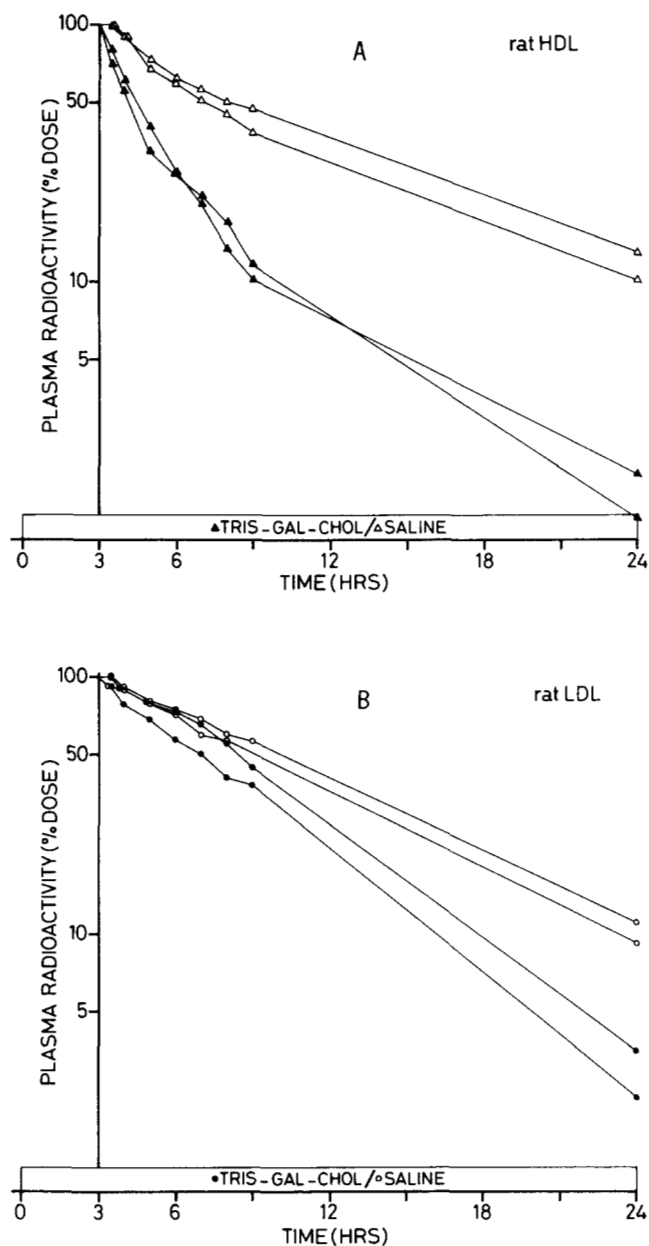 A
rat HDL
PLASMA RADIOACTIVITY (% DOSE)
100
50
10
5
▲TRIS-GAL-CHOL/△SALINE
0 3 6 9 12 18 24
TIME (HRS)
B
rat LDL
PLASMA RADIOACTIVITY (% DOSE)
100
50
10
5
●TRIS-GAL-CHOL/○SALINE
0 3 6 9 12 18 24
TIME (HRS)